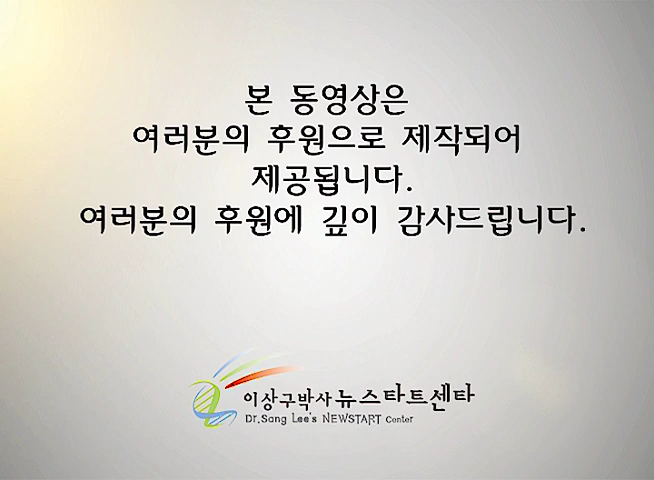 본 동영상은
여러분의 후원으로 제작되어
제공됩니다.
여러분의 후원에 깊이 감사드립니다.
이상구박사 뉴스타트센타
Dr.Sang Lee's NEWSTART Center